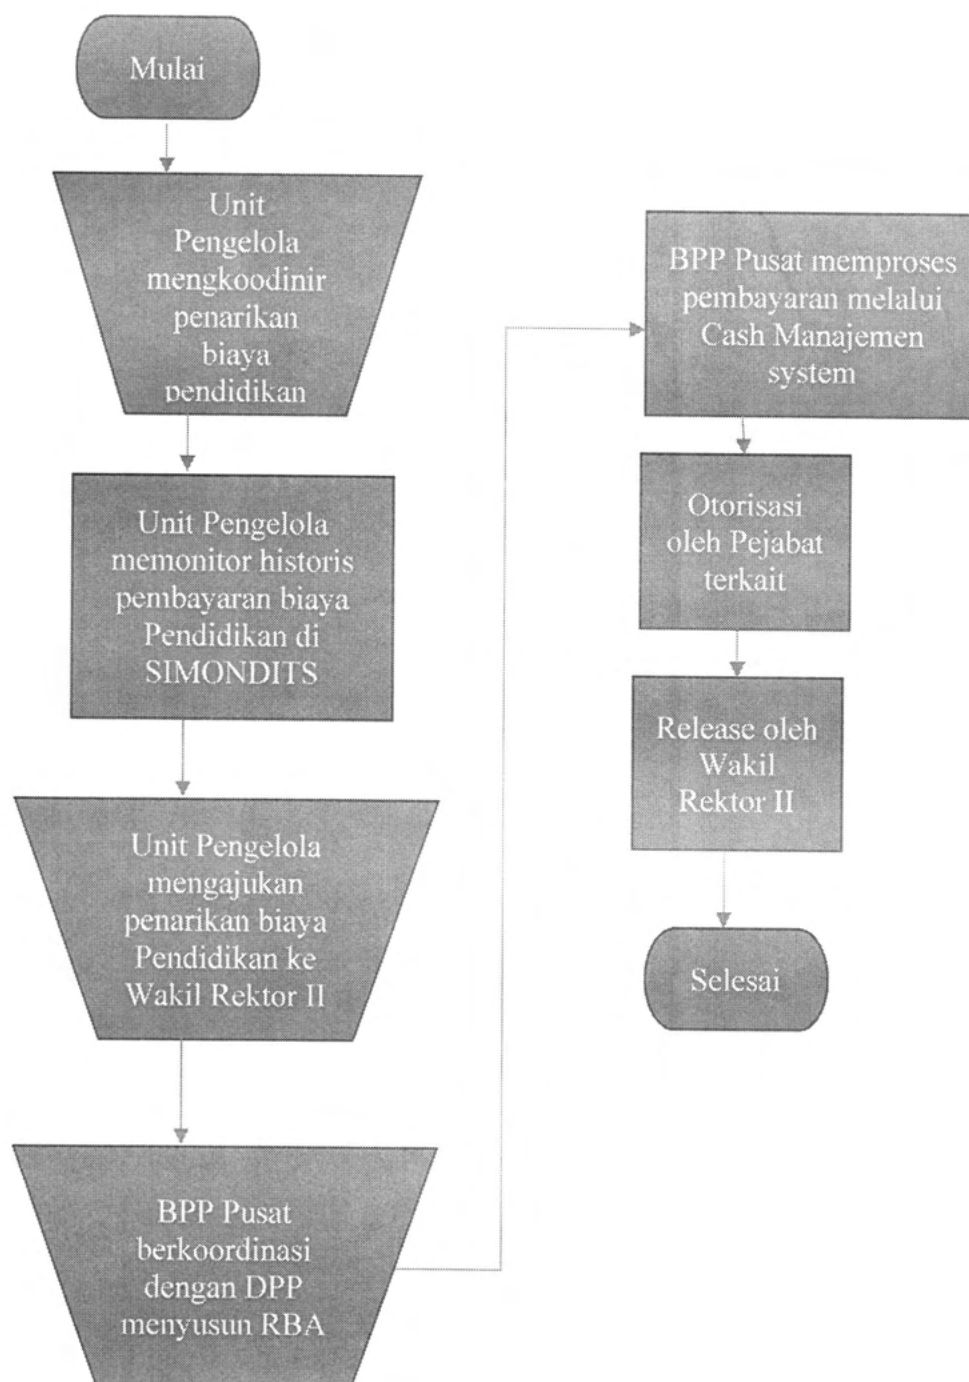 Mulai
Unit
Pengelola
mengkoodinir
penarikan
biaya
pendidikan
Unit Pengelola
memonitor historis
pembayaran biaya
Pendidikan di
SIMONDITS
Unit Pengelola
mengajukan
penarikan biaya
Pendidikan ke
Wakil Rektor II
BPP Pusat
berkoordinasi
dengan DPP
menyusun RBA
BPP Pusat memproses
pembayaran melalui
Cash Manajemen
system
Otorisasi
oleh Pejabat
terkait
Release oleh
Wakil
Rektor II
Selesai